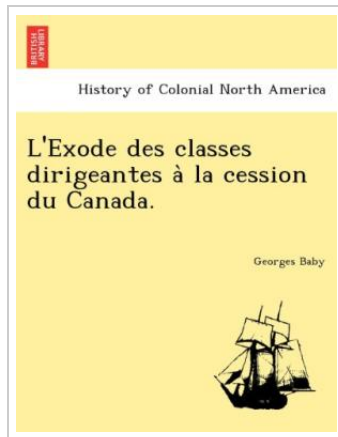 BRITISH
LIBRARY
History of Colonial North America
L'Exode des classes
dirigeantes à la cession
du Canada.
Georges Baby